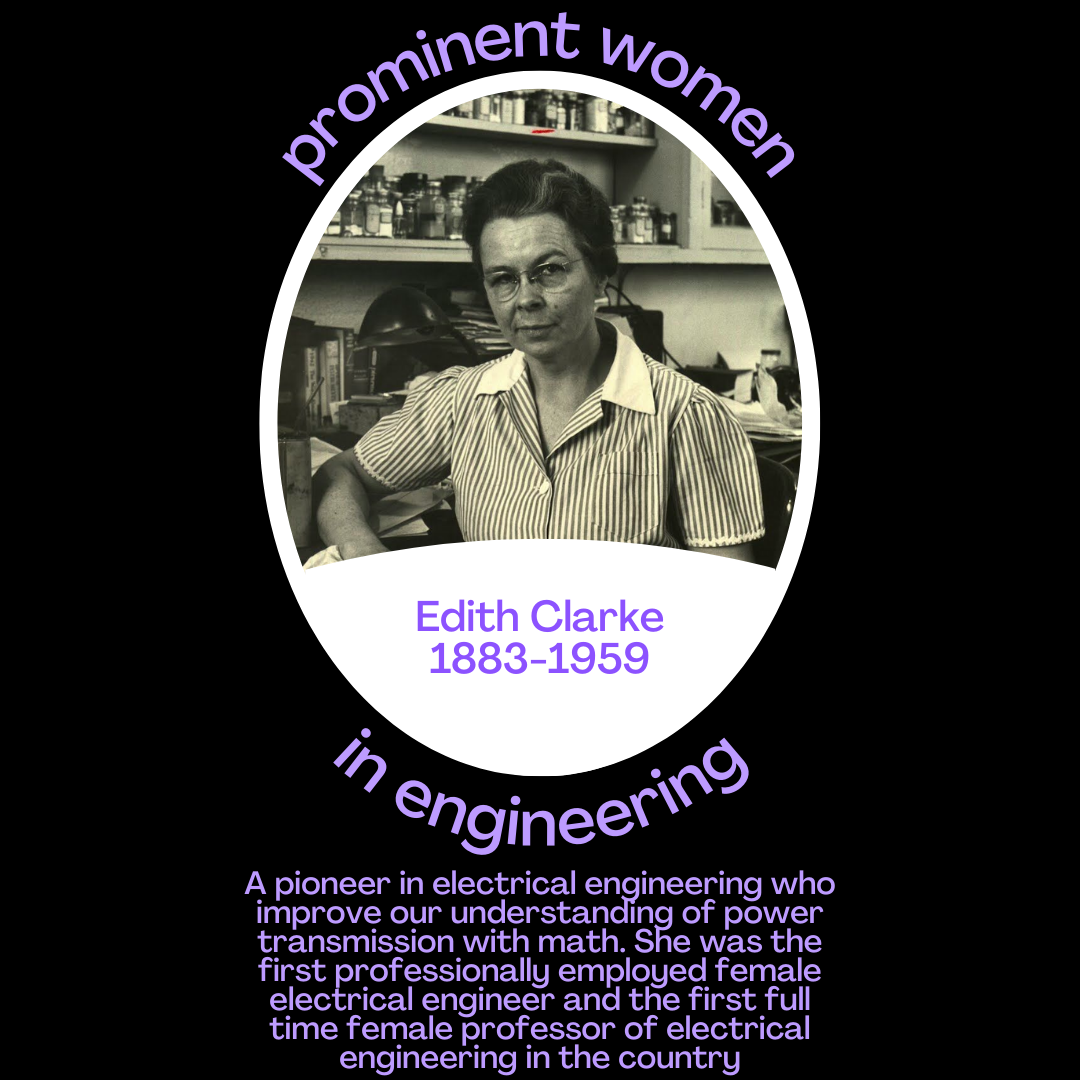 prominent women
Edith Clarke
1883-1959
in engineering
A pioneer in electrical engineering who
improve our understanding of power
transmission with math. She was the
first professionally employed female
electrical engineer and the first full
time female professor of electrical
engineering in the country